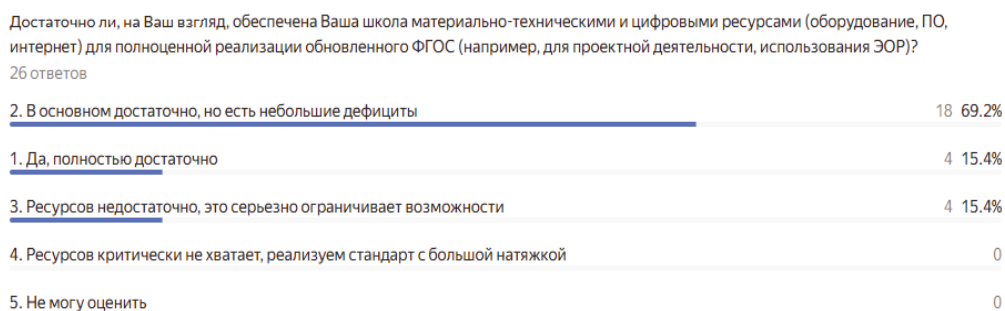 Достаточно ли, на Ваш взгляд, обеспечена Ваша школа материально-техническими и цифровыми ресурсами (оборудование, ПО,
интернет) для полноценной реализации обновленного ФГОС (например, для проектной деятельности, использования ЭОР)?
26 ответов
2. В основном достаточно, но есть небольшие дефициты 18 69.2%
1. Да, полностью достаточно 4 15.4%
3. Ресурсов недостаточно, это серьезно ограничивает возможности 4 15.4%
4. Ресурсов критически не хватает, реализуем стандарт с большой натяжкой 0
5. Не могу оценить 0